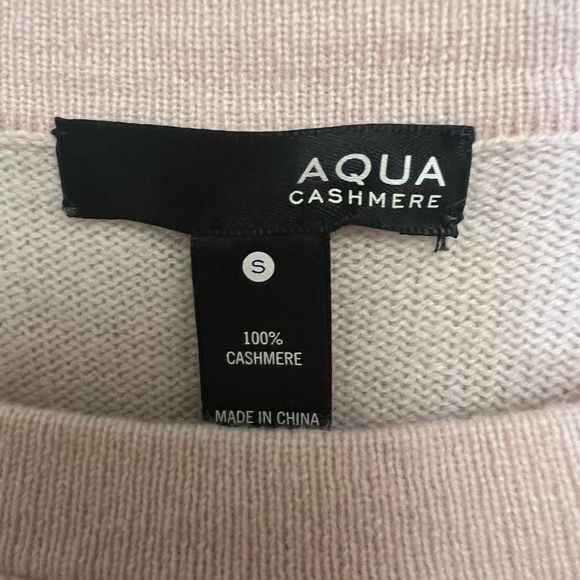 AQUA
CASHMERE
S
100%
CASHMERE
MADE IN CHINA